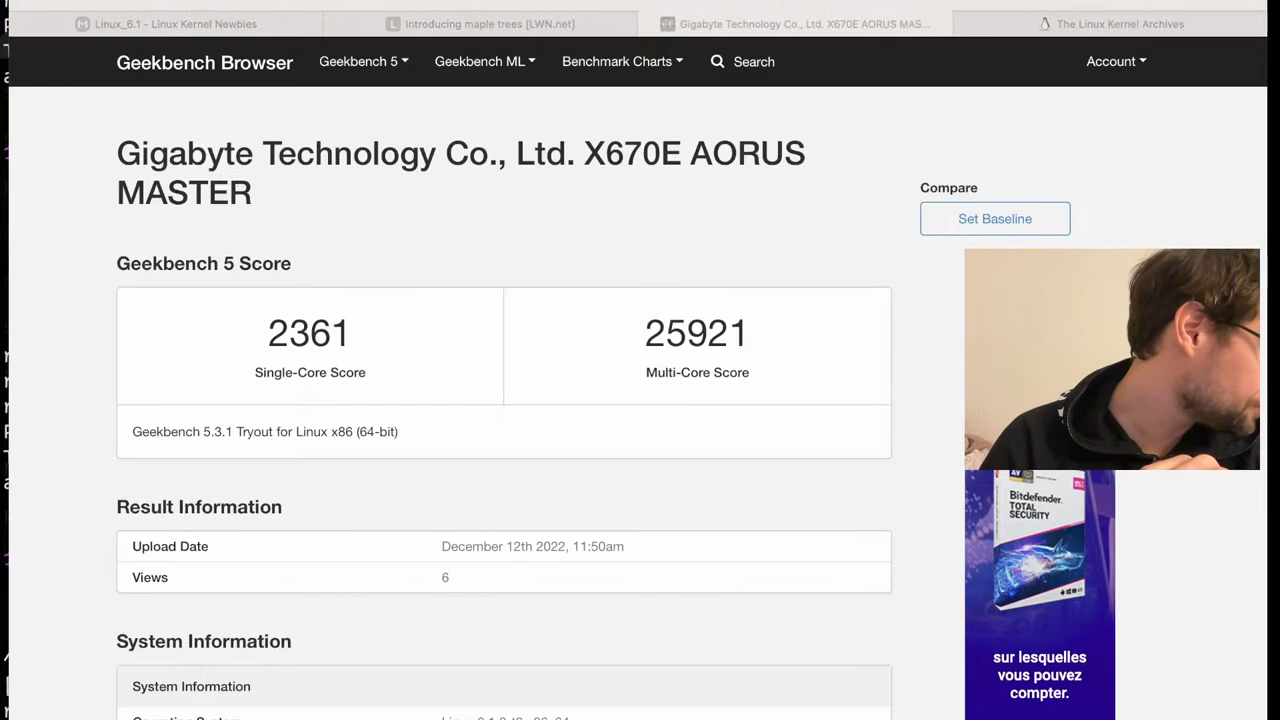 Linux_6.1 - Linux Kernel Newbies
Introducing maple trees [LWN.net]
Gigabyte Technology Co., Ltd. X670E AORUS MAS...
The Linux Kernel Archives
Geekbench Browser
Geekbench 5
Geekbench ML
Benchmark Charts
Search
Account
Gigabyte Technology Co., Ltd. X670E AORUS
MASTER
Compare
Set Baseline
Geekbench 5 Score
2361
25921
Single-Core Score
Multi-Core Score
Geekbench 5.3.1 Tryout for Linux x86 (64-bit)
Result Information
Upload Date
December 12th 2022, 11:50am
Views
6
Bitdefender
TOTAL
SECURITY
sur lesquelles
vous pouvez
compter.
System Information
System Information
Operating System